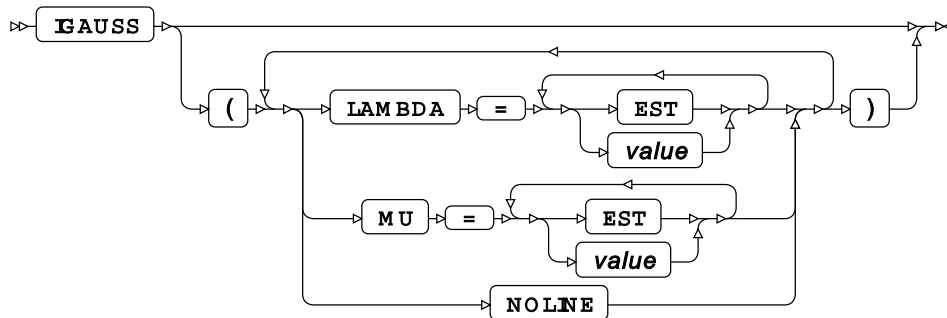 IGAUSS
( LAMBDA = EST )
value
MU = EST
value
NOLINE